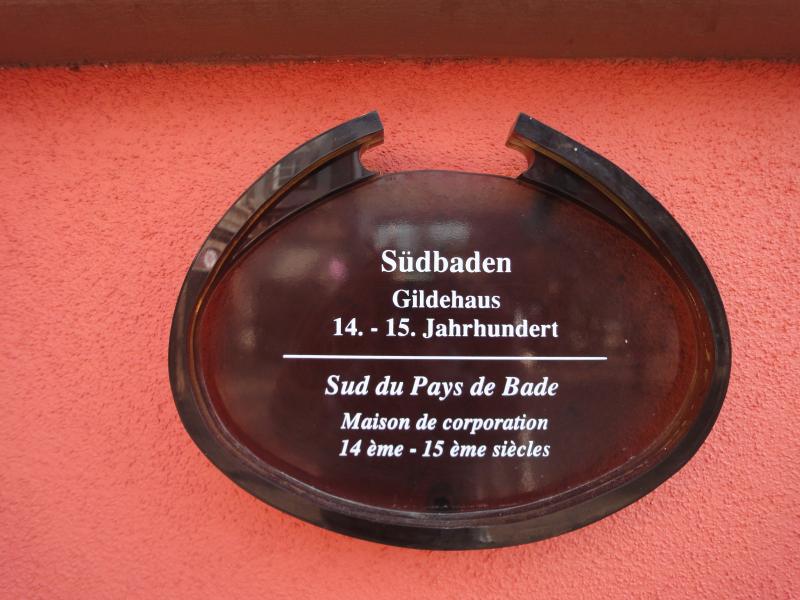 Südbaden
Gildehaus
14. - 15. Jahrhundert
Sud du Pays de Bade
Maison de corporation
14 ème - 15 ème siècles